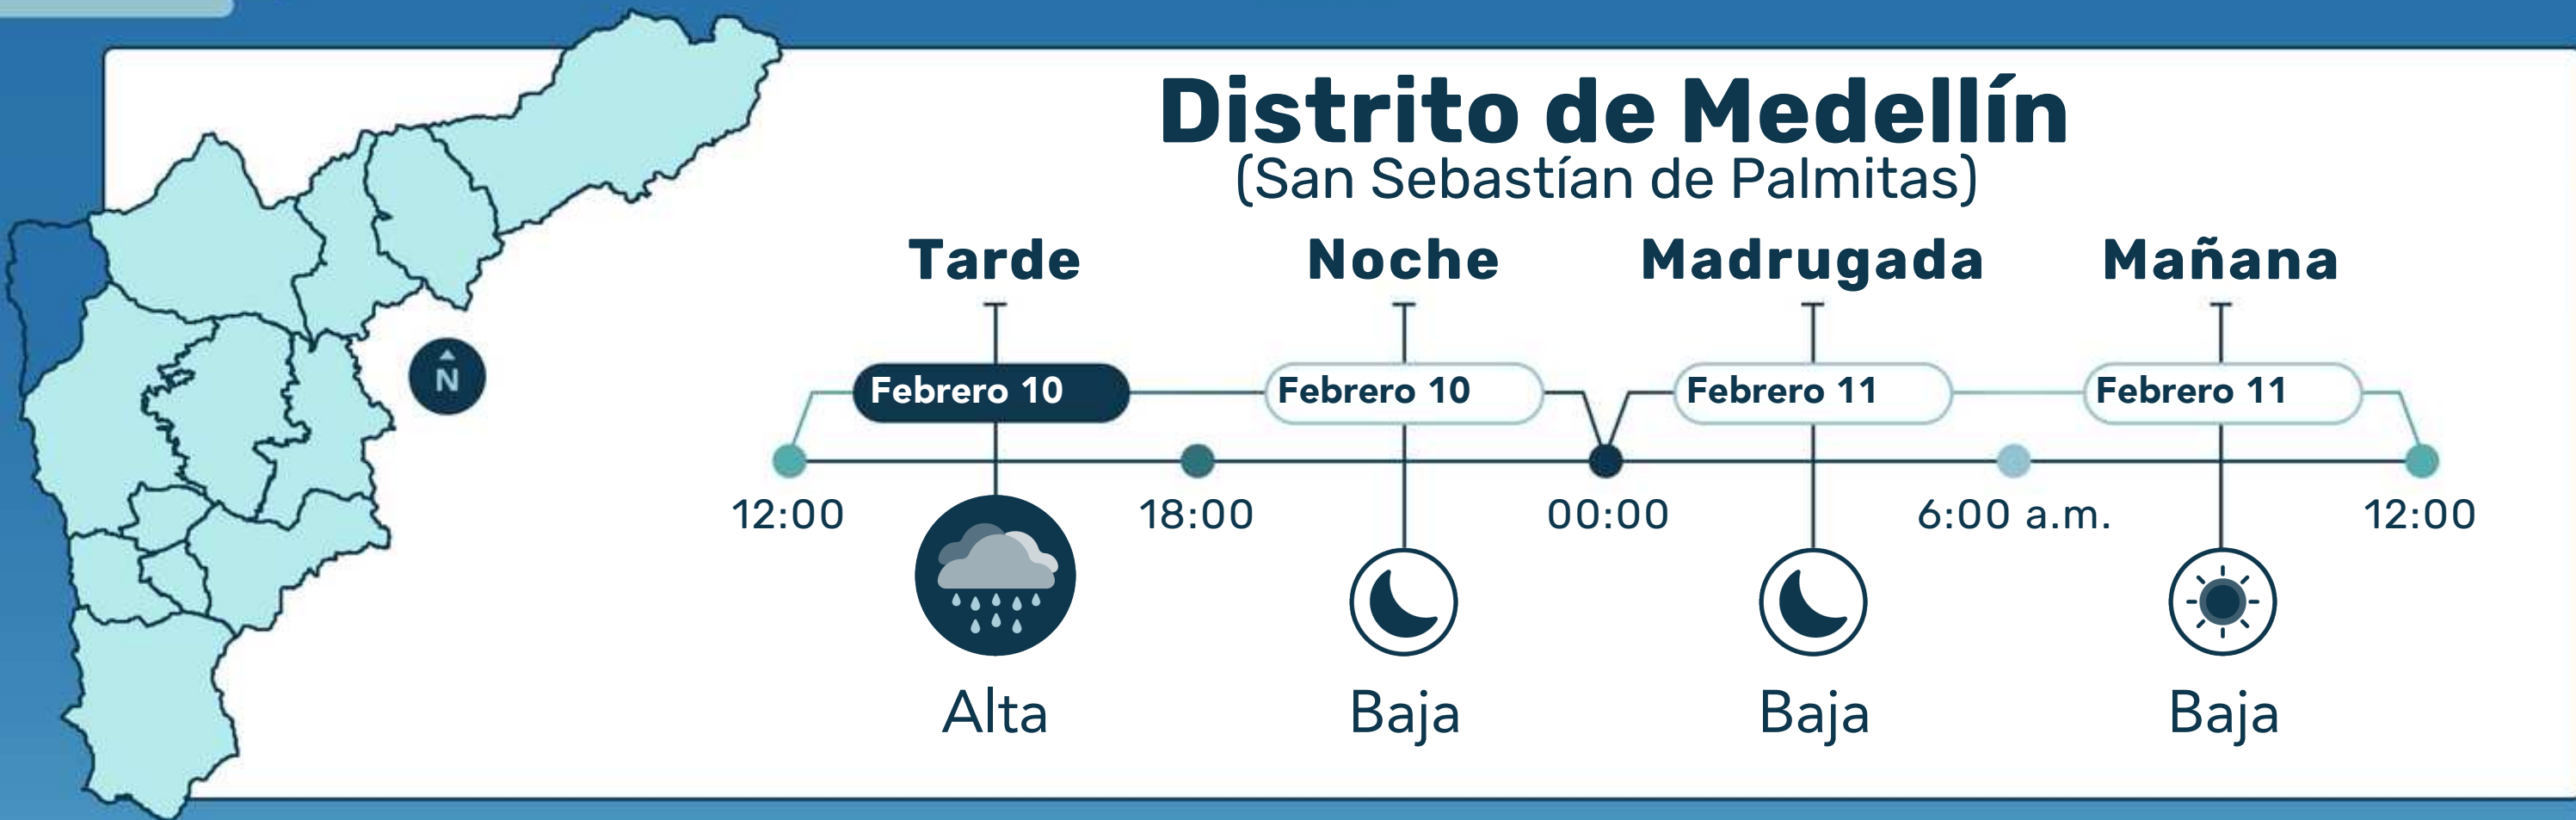 Distrito de Medellín
(San Sebastían de Palmitas)
Tarde Noche Madrugada Mañana
Febrero 10 Febrero 10 Febrero 11 Febrero 11
N
12:00 18:00 00:00 6:00 a.m. 12:00
Alta Baja Baja Baja